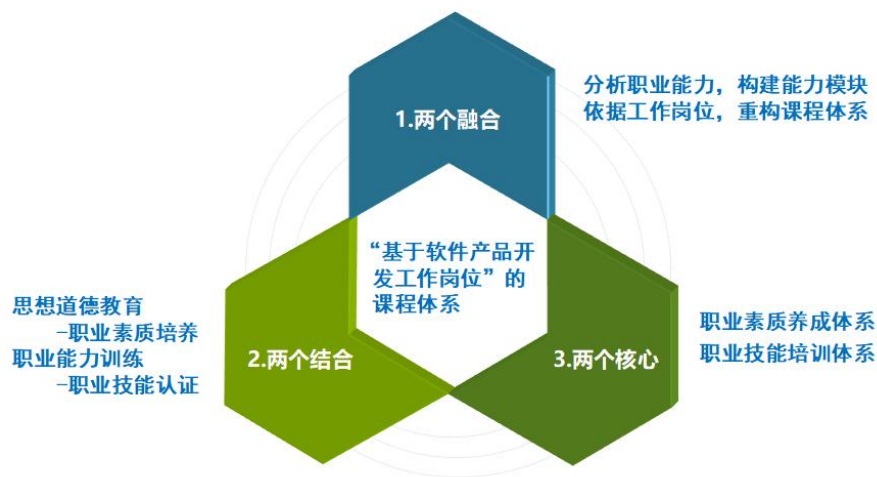 1.两个融合
分析职业能力，构建能力模块
依据工作岗位，重构课程体系
“基于软件产品开
发工作岗位”的
课程体系
思想道德教育
-职业素质培养
职业能力训练
-职业技能认证
2.两个结合
3.两个核心
职业素质养成体系
职业技能培训体系